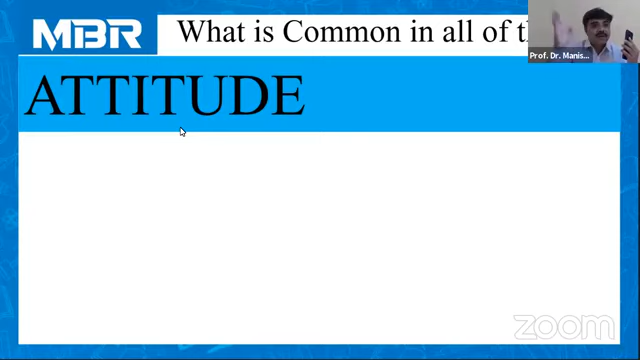 MBR
What is Common in all of
Prof. Dr. Manis...
ATTITUDE
zoom